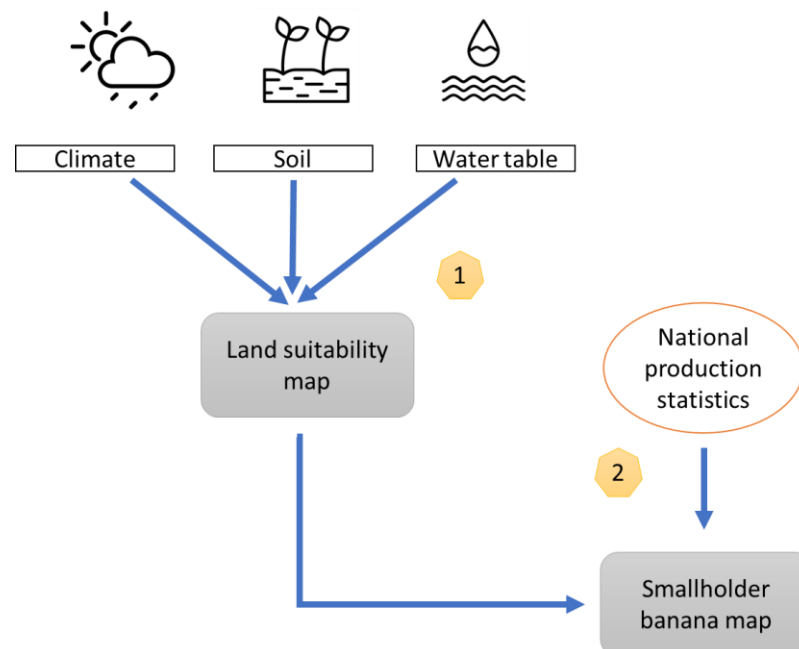 Climate
Soil
Water table
1
Land suitability
map
National
production
statistics
2
Smallholder
banana map